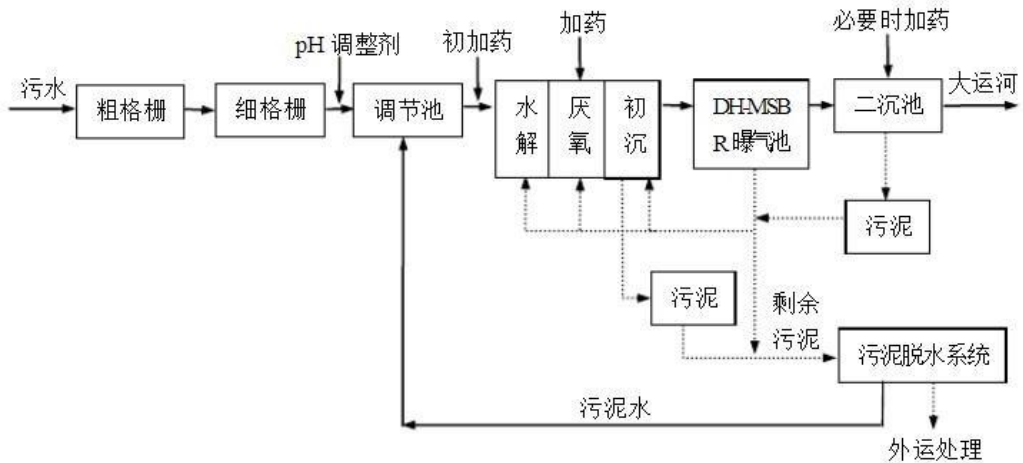 必要时加药
加药
初加药
pH 调整剂
污水
大运河
粗格栅
细格栅
调节池
水解
厌氧
初沉
DH-MSB
R 曝气池
二沉池
污泥
污泥
剩余
污泥
污泥脱水系统
污泥水
外运处理